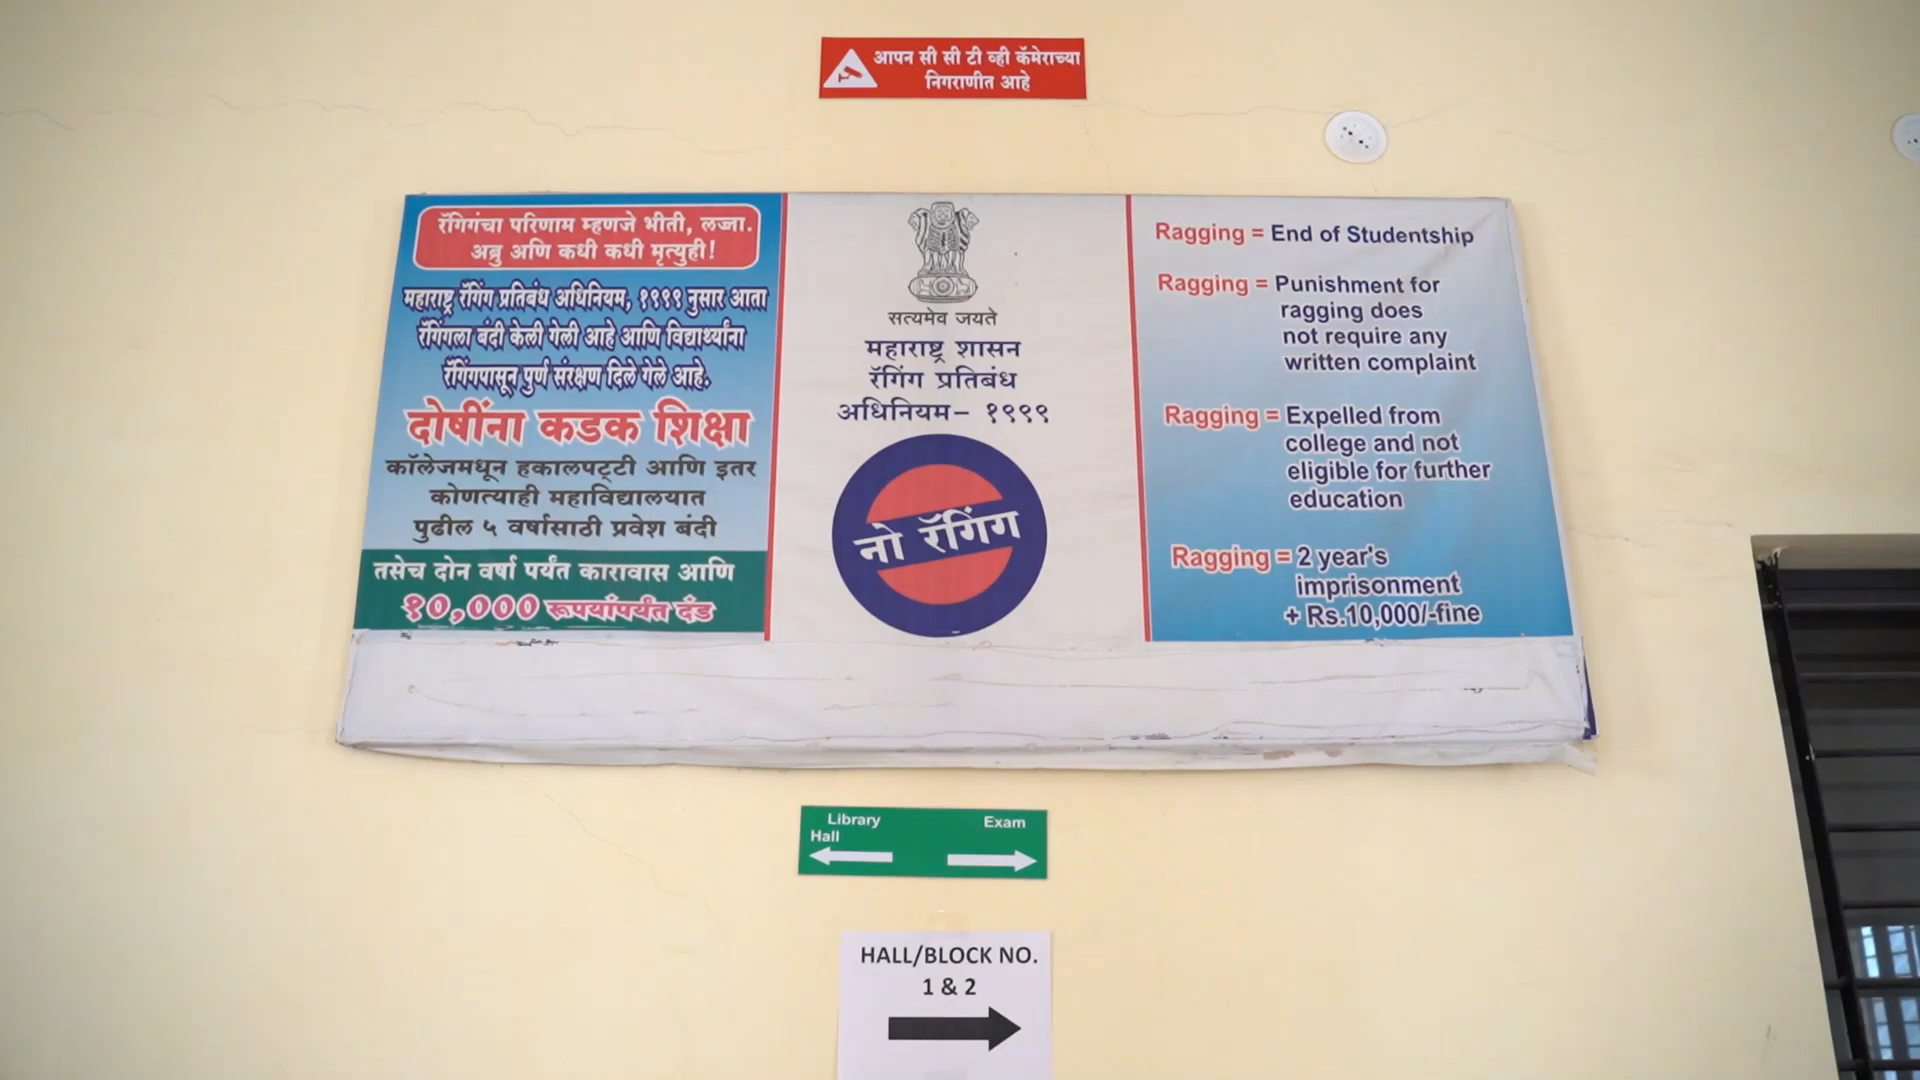 आपन सी सी टी व्ही कॅमेराच्या
निगराणीत आहे
रॅगिगंचा परिणाम म्हणजे भीती, लज्जा.
अब्रु अणि कधी कधी मृत्युही!
महाराष्ट्र रॅगिंग प्रतिबंध अधिनियम, १९९९ नुसार आता
रॅगिंगला बंदी केली गेली आहे आणि विद्यार्थ्यांना
रॅगिंगपासून पुर्ण संरक्षण दिले गेले आहे.
दोषींना कडक शिक्षा
कॉलेजमधून हकालपट्टी आणि इतर
कोणत्याही महाविद्यालयात
पुढील ५ वर्षासाठी प्रवेश बंदी
तसेच दोन वर्षा पर्यंत कारावास आणि
१०,००० रूपयांपर्यंत दंड
सत्यमेव जयते
महाराष्ट्र शासन
रॅगिंग प्रतिबंध
अधिनियम– १९९९
नो रॅगिंग
Ragging = End of Studentship
Ragging = Punishment for
ragging does
not require any
written complaint
Ragging = Expelled from
college and not
eligible for further
education
Ragging = 2 year's
imprisonment
+ Rs.10,000/-fine
Library Exam
Hall
HALL/BLOCK NO.
1 & 2